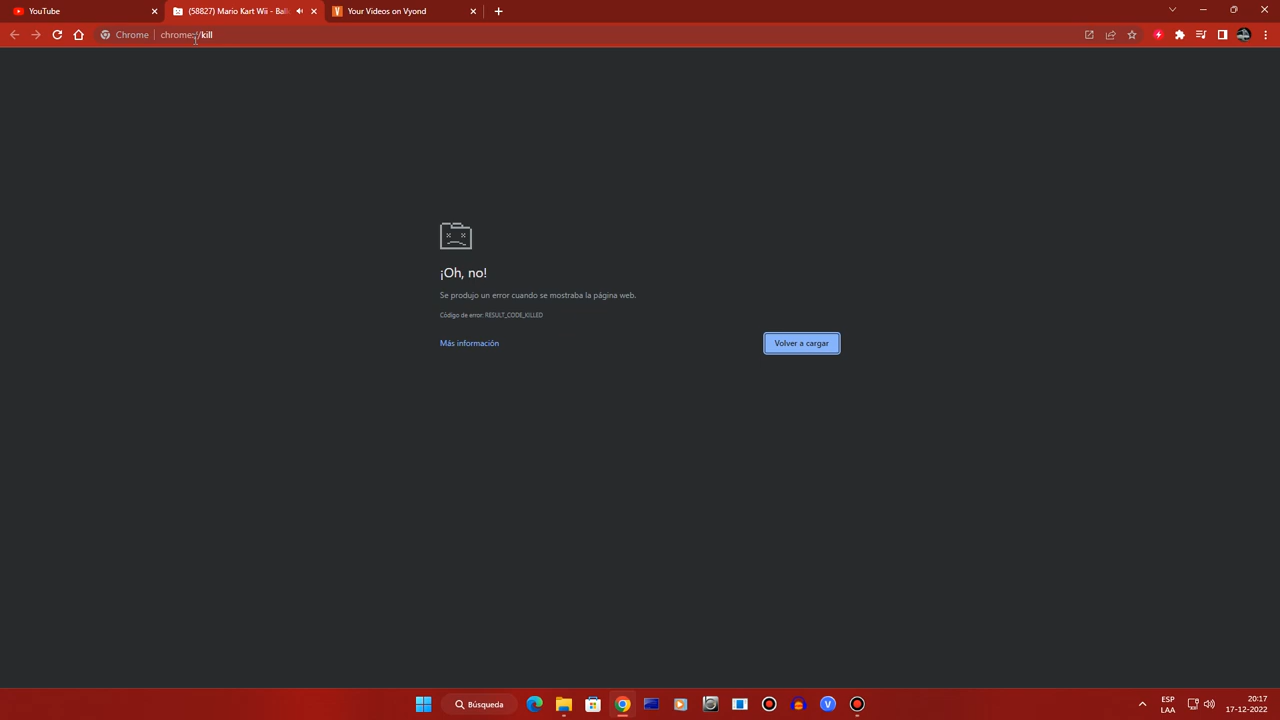 YouTube
(58827) Mario Kart Wii - Ball
Your Videos on Vyond
Chrome
chrome://kill
¡Oh, no!
Se produjo un error cuando se mostraba la página web.
Código de error: RESULT_CODE_KILLED
Más información
Volver a cargar
Búsqueda
ESP
LAA
20:17
17-12-2022